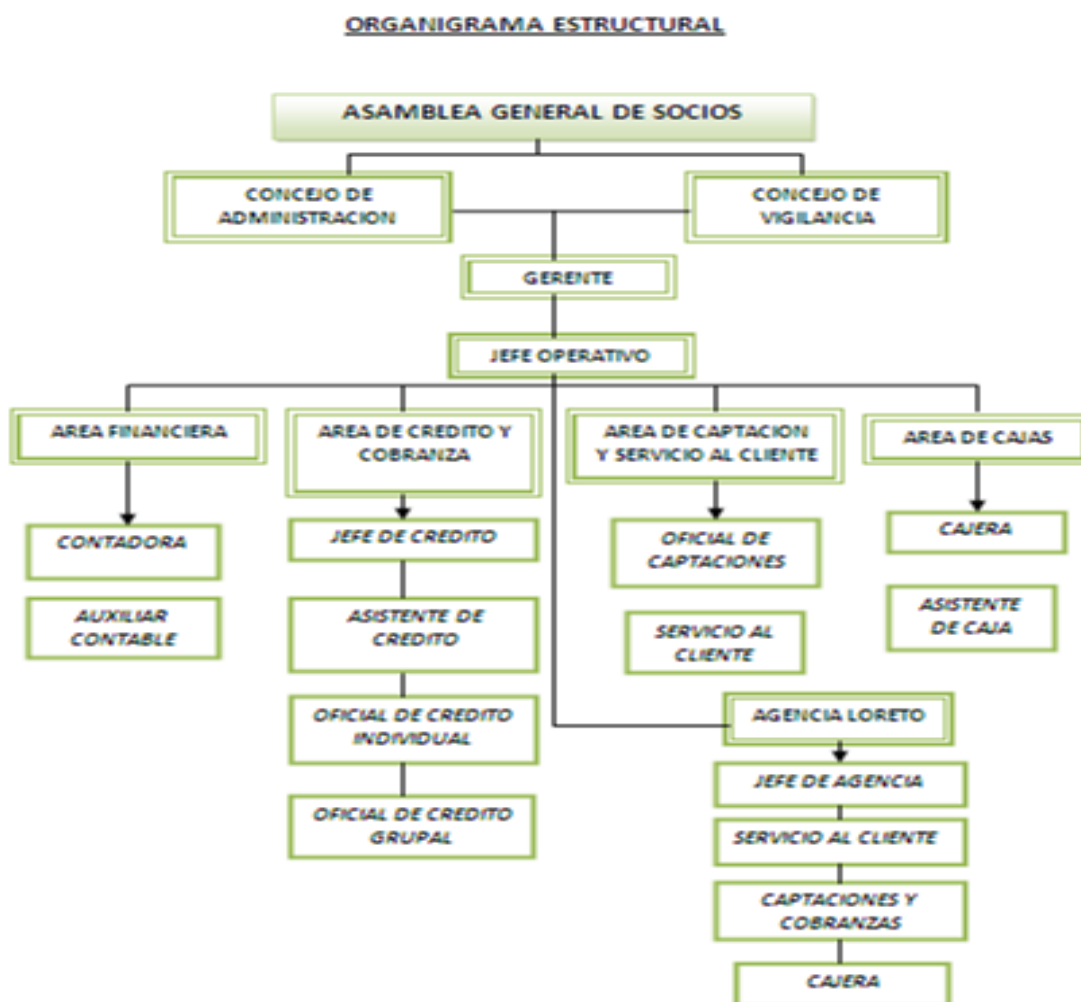 ORGANIGRAMA ESTRUCTURAL
ASAMBLEA GENERAL DE SOCIOS
CONCEJO DE
ADMINISTRACION
CONCEJO DE
VIGILANCIA
GERENTE
JEFE OPERATIVO
AREA FINANCIERA
AREA DE CREDITO Y
COBRANZA
AREA DE CAPTACION
Y SERVICIO AL CLIENTE
AREA DE CAJAS
CONTADORA
AUXILIAR
CONTABLE
JEFE DE CREDITO
ASISTENTE DE
CREDITO
OFICIAL DE CREDITO
INDIVIDUAL
OFICIAL DE CREDITO
GRUPAL
OFICIAL DE
CAPTACIONES
SERVICIO AL
CLIENTE
CAJERA
ASISTENTE
DE CAJA
AGENCIA LORETO
JEFE DE AGENCIA
SERVICIO AL CLIENTE
CAPTACIONES Y
COBRANZAS
CAJERA